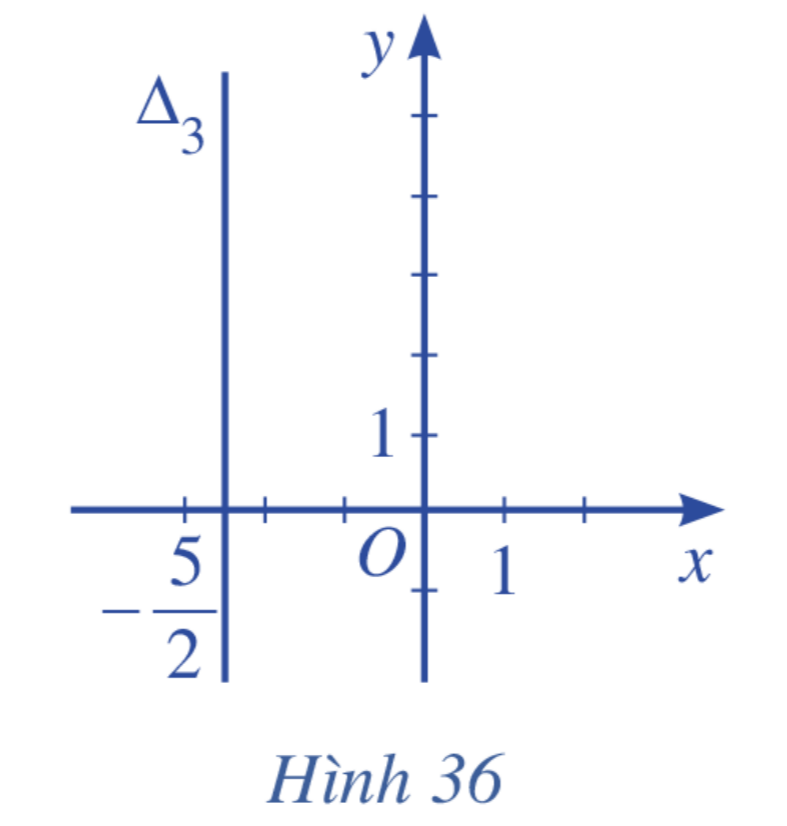 y
Δ₃
1
O 1 x
-5/2
Hình 36